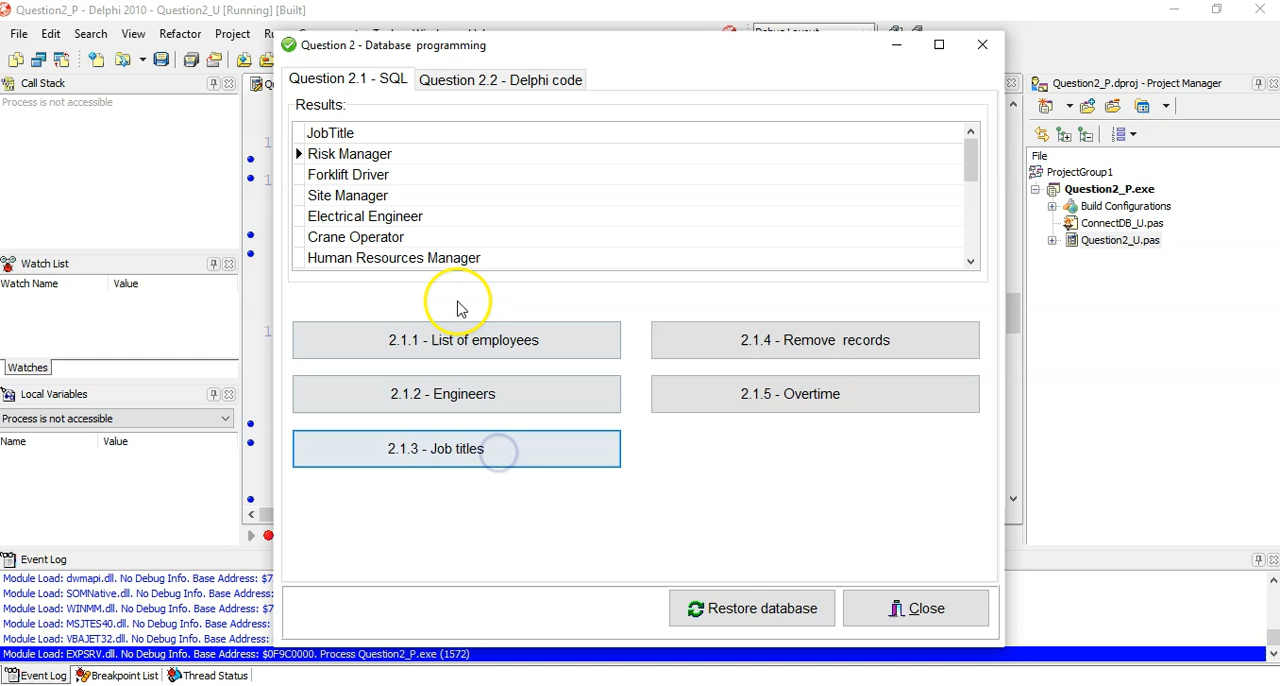 Question2_P - Delphi 2010 - Question2_U [Running] [Built]
File Edit Search View Refactor Project
Question 2 - Database programming
Call Stack
Process is not accessible
Question 2.1 - SQL Question 2.2 - Delphi code
Question2_P.dproj - Project Manager
Results:
JobTitle
Risk Manager
Forklift Driver
Site Manager
Electrical Engineer
Crane Operator
Human Resources Manager
File
ProjectGroup1
Question2_P.exe
Build Configurations
ConnectDB_U.pas
Question2_U.pas
Watch List
Watch Name Value
Watches
2.1.1 - List of employees 2.1.4 - Remove records
2.1.2 - Engineers 2.1.5 - Overtime
2.1.3 - Job titles
Local Variables
Process is not accessible
Name Value
Restore database Close
Event Log
Module Load: dwmapi.dll. No Debug Info. Base Address: $7
Module Load: SOMNative.dll. No Debug Info. Base Address:
Module Load: WINMM.dll. No Debug Info. Base Address: $7
Module Load: MSJTES40.dll. No Debug Info. Base Address:
Module Load: VBAJET32.dll. No Debug Info. Base Address:
Module Load: EXPSRV.dll. No Debug Info. Base Address: $0F9C0000. Process Question2_P.exe (1572)
Event Log Breakpoint List Thread Status